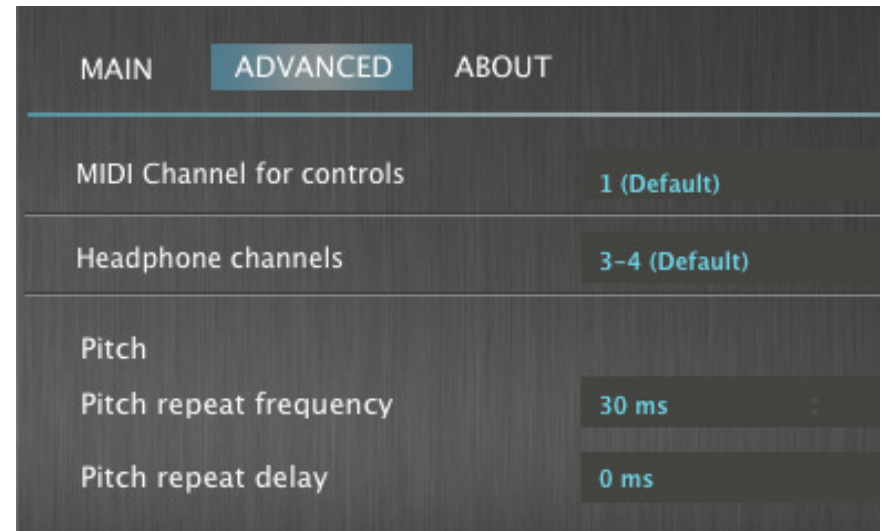 MAIN ADVANCED ABOUT
MIDI Channel for controls 1 (Default)
Headphone channels 3-4 (Default)
Pitch
Pitch repeat frequency 30 ms
Pitch repeat delay 0 ms